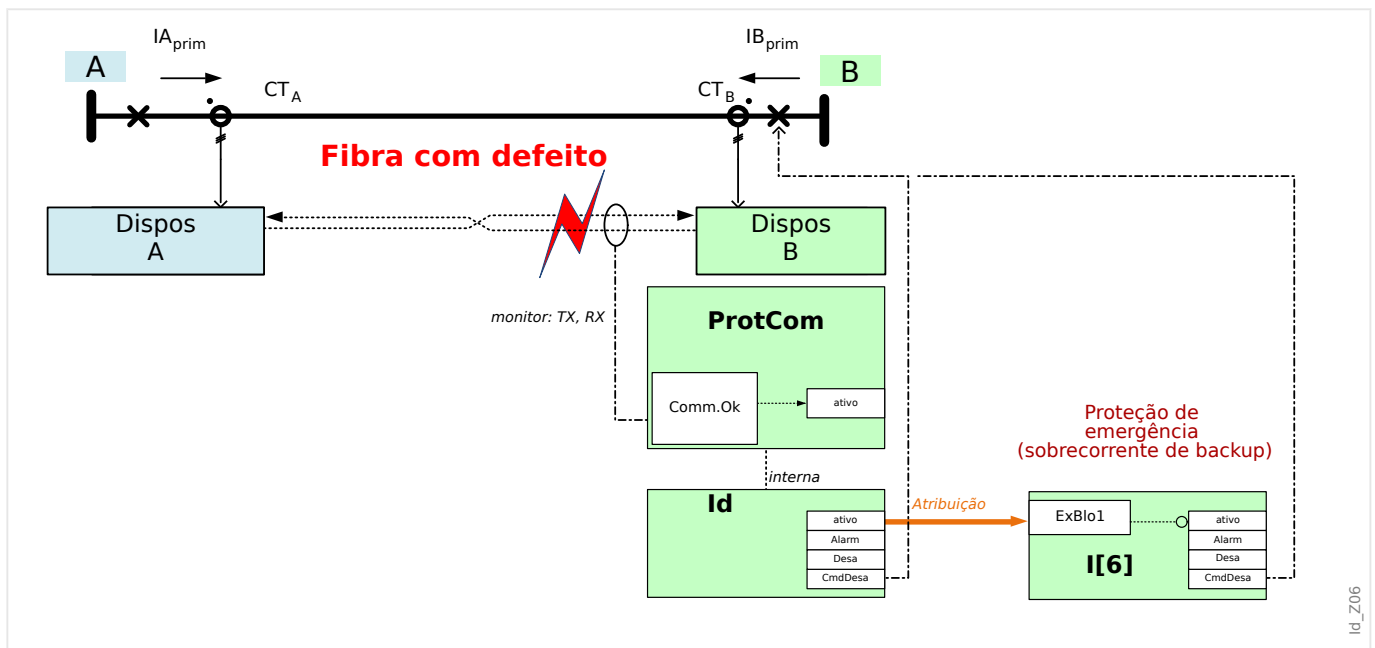 IAprim
IBprim
A
B
CTA
CTB
Fibra com defeito
Dispos
A
Dispos
B
monitor: TX, RX
ProtCom
Comm.Ok
ativo
interna
Id
ativo
Alarm
Desa
CmdDesa
Atribuição
Proteção de
emergência
(sobrecorrente de backup)
ExBlo1
I[6]
ativo
Alarm
Desa
CmdDesa
Id_Z06